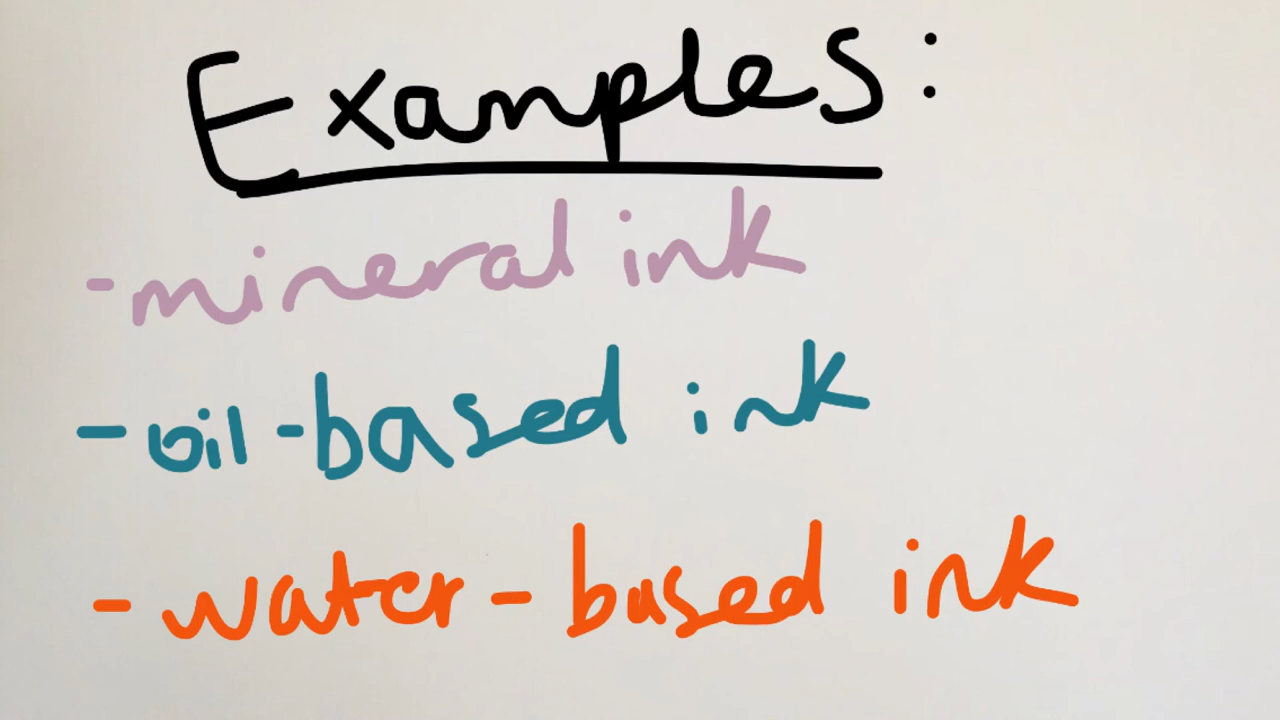 Examples:
- mineral ink
- oil-based ink
- water-based ink